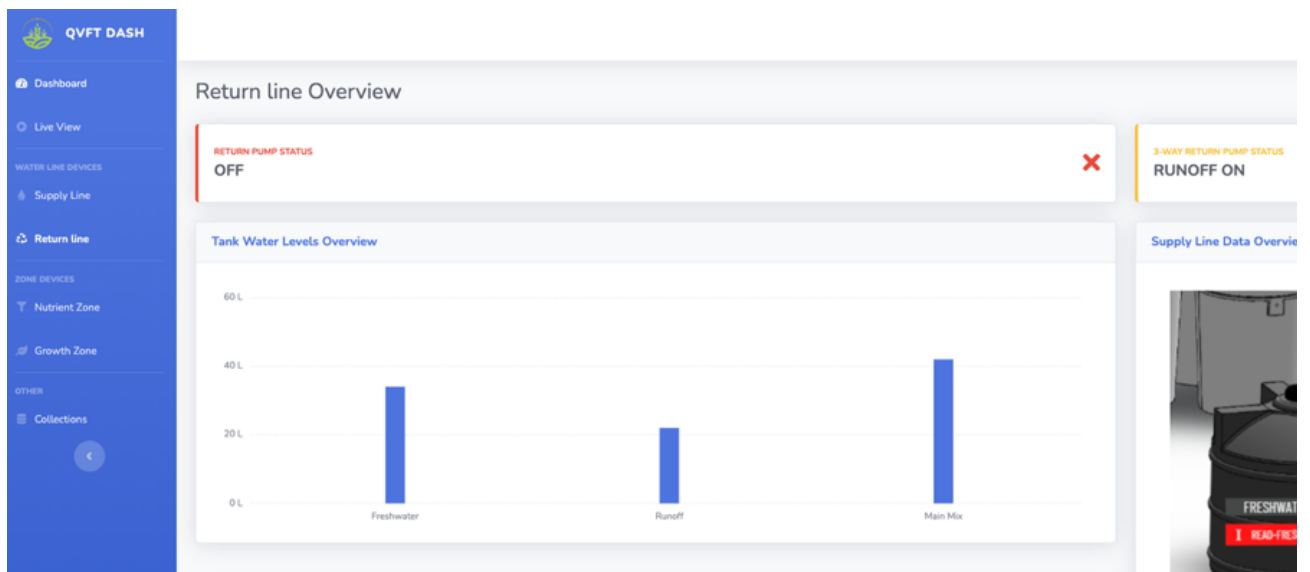 QVFT DASH
Dashboard
Live View
WATER LINE DEVICES
Supply Line
Return line
ZONE DEVICES
Nutrient Zone
Growth Zone
OTHER
Collections
Return line Overview
RETURN PUMP STATUS
OFF
3-WAY RETURN PUMP STATUS
RUNOFF ON
Tank Water Levels Overview
60 L
40 L
20 L
0 L
Freshwater
Runoff
Main Mix
Supply Line Data Overvie
FRESHWAT
READ-FRES